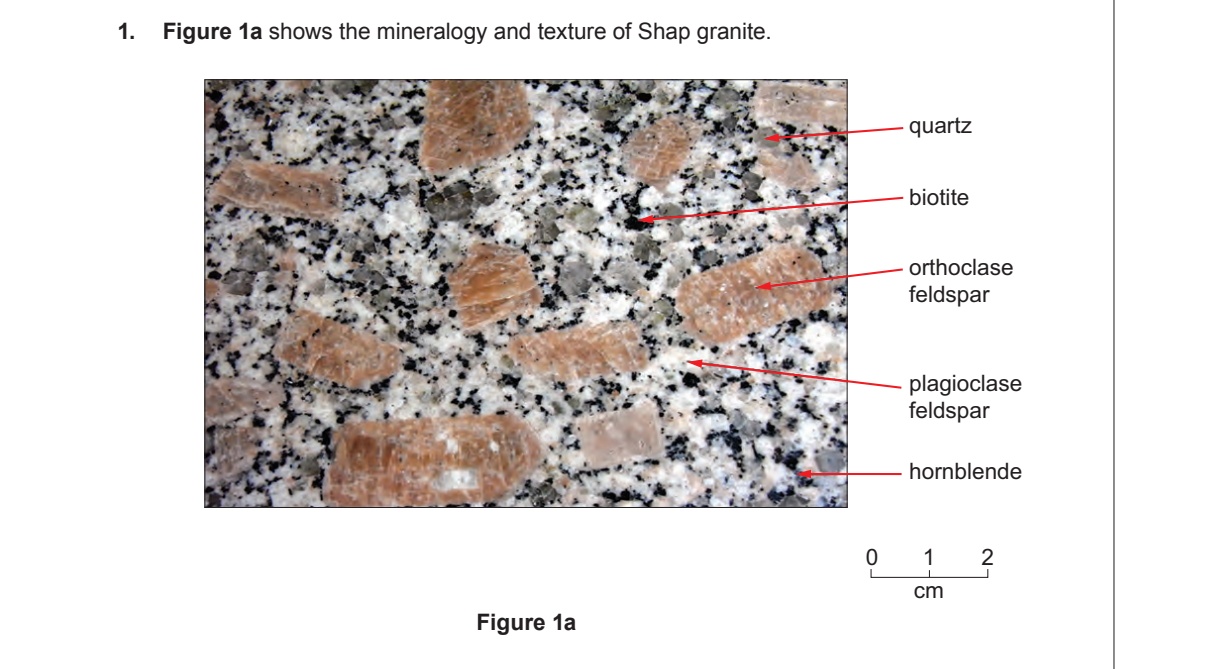 1. Figure 1a shows the mineralogy and texture of Shap granite.
quartz
biotite
orthoclase
feldspar
plagioclase
feldspar
hornblende
0 1 2
cm
Figure 1a